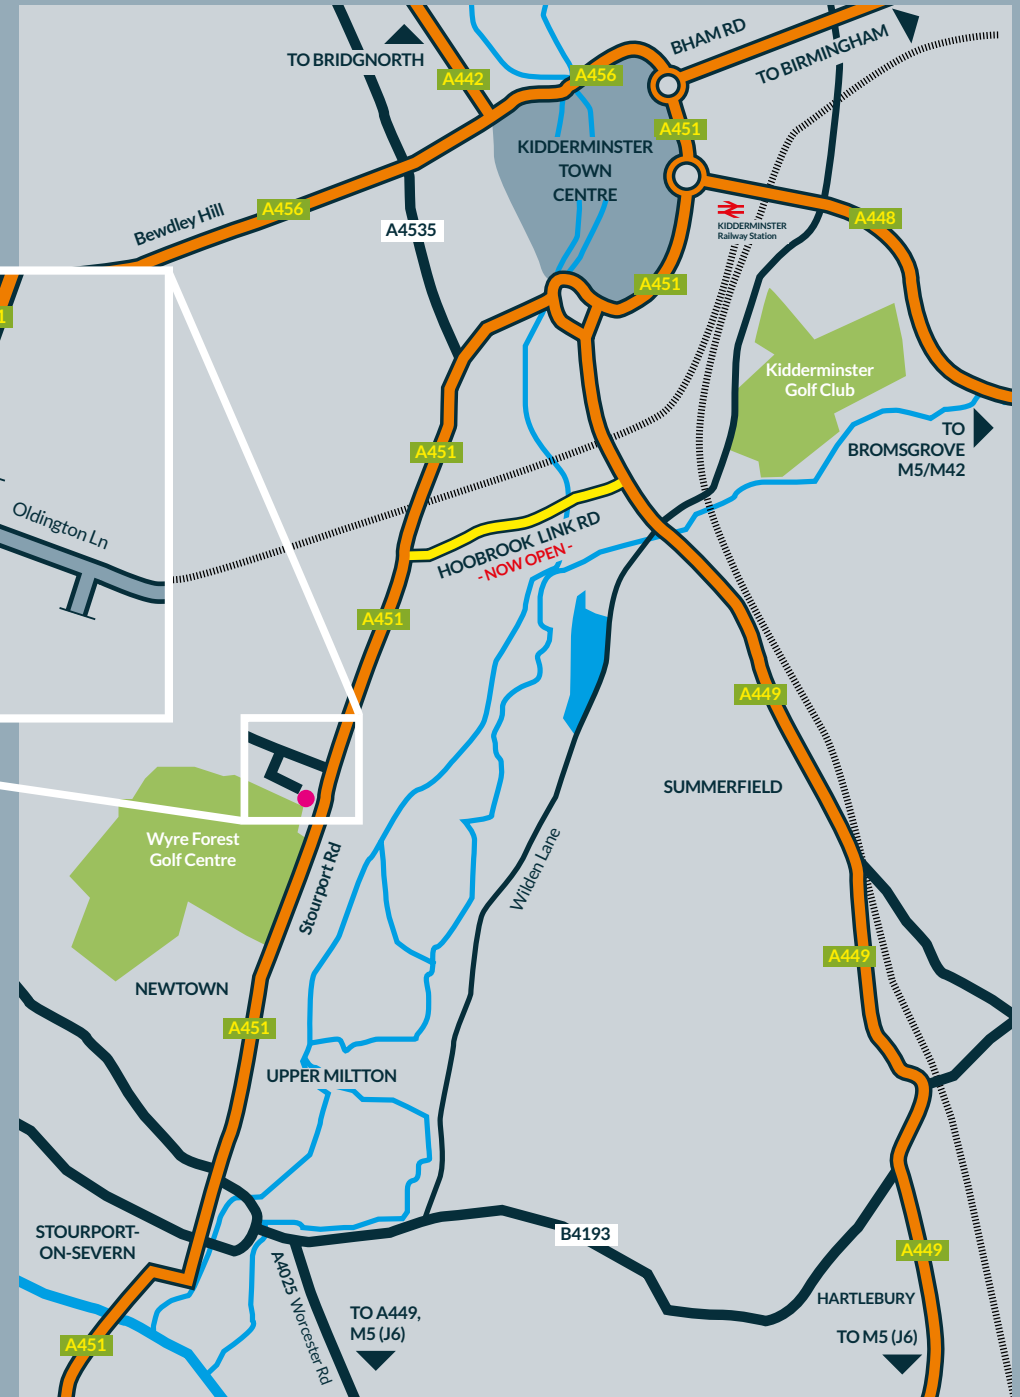 BHAM RD
TO BIRMINGHAM
TO BRIDGNORTH
A442
A456
A451
KIDDERMINSTER
TOWN
CENTRE
A456
Bewdley Hill
A4535
KIDDERMINSTER
Railway Station
A448
A451
1
Kidderminster
Golf Club
TO
BROMSGROVE
M5/M42
A451
Oldington Ln
HOOBROOK LINK RD
- NOW OPEN -
A451
A449
SUMMERFIELD
Wyre Forest
Golf Centre
Stourport Rd
Wilden Lane
A449
NEWTOWN
A451
UPPER MILTTON
STOURPORT-
ON-SEVERN
B4193
A449
A4025 Worcester Rd
HARTLEBURY
TO A449,
M5 (J6)
TO M5 (J6)
A451